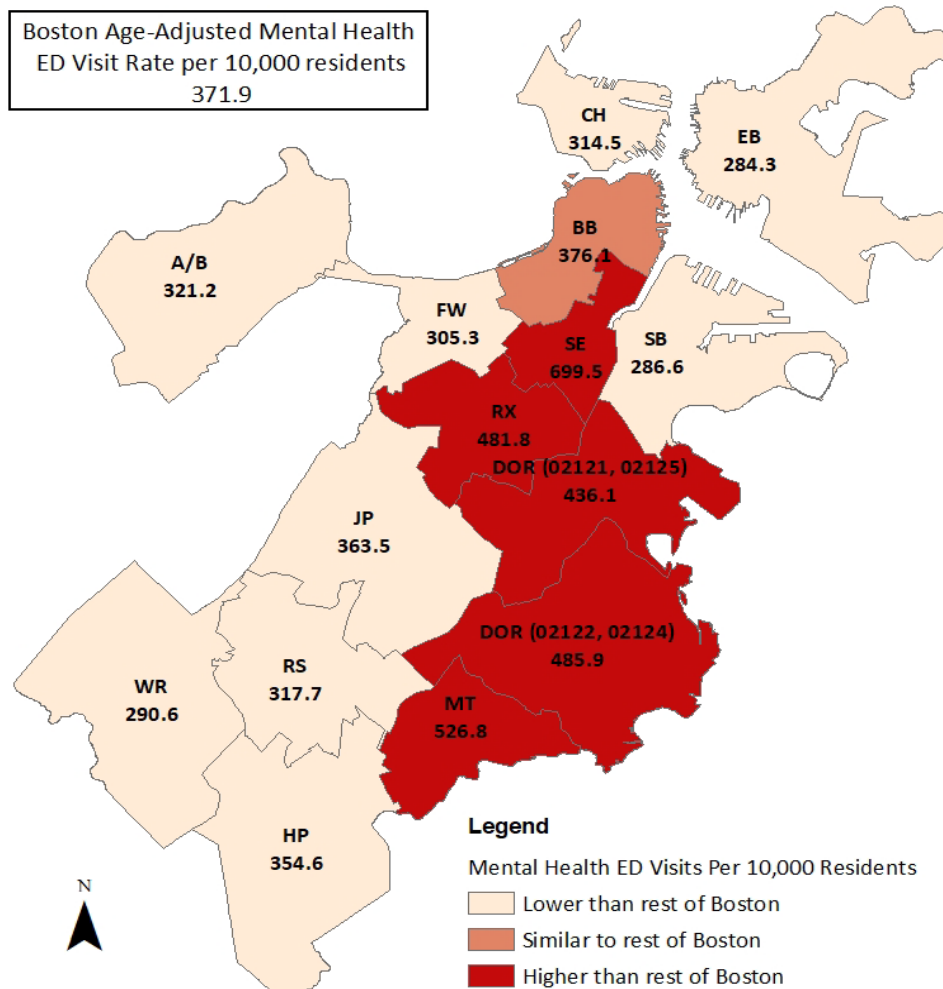 Boston Age-Adjusted Mental Health
ED Visit Rate per 10,000 residents
371.9
CH
314.5
EB
284.3
BB
376.1
A/B
321.2
FW
305.3
SE
699.5
SB
286.6
RX
481.8
DOR (02121, 02125)
436.1
JP
363.5
DOR (02122, 02124)
485.9
RS
317.7
WR
290.6
MT
526.8
HP
354.6
N
Legend
Mental Health ED Visits Per 10,000 Residents
Lower than rest of Boston
Similar to rest of Boston
Higher than rest of Boston